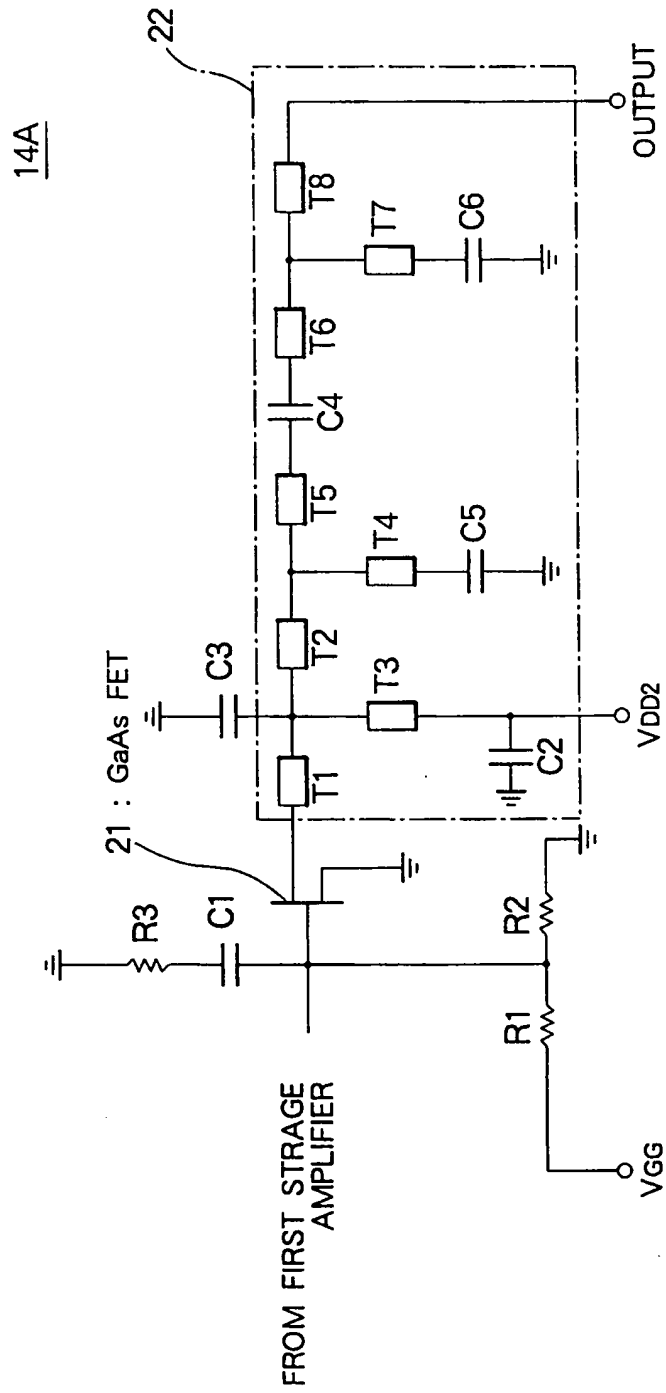 14A
22
21 : GaAs FET
C3
R3
C1
T1
T2
T5
C4
T6
T8
T3
T4
T7
C5
C6
C2
FROM FIRST STRAGE
AMPLIFIER
R1
R2
VGG
VDD2
OUTPUT